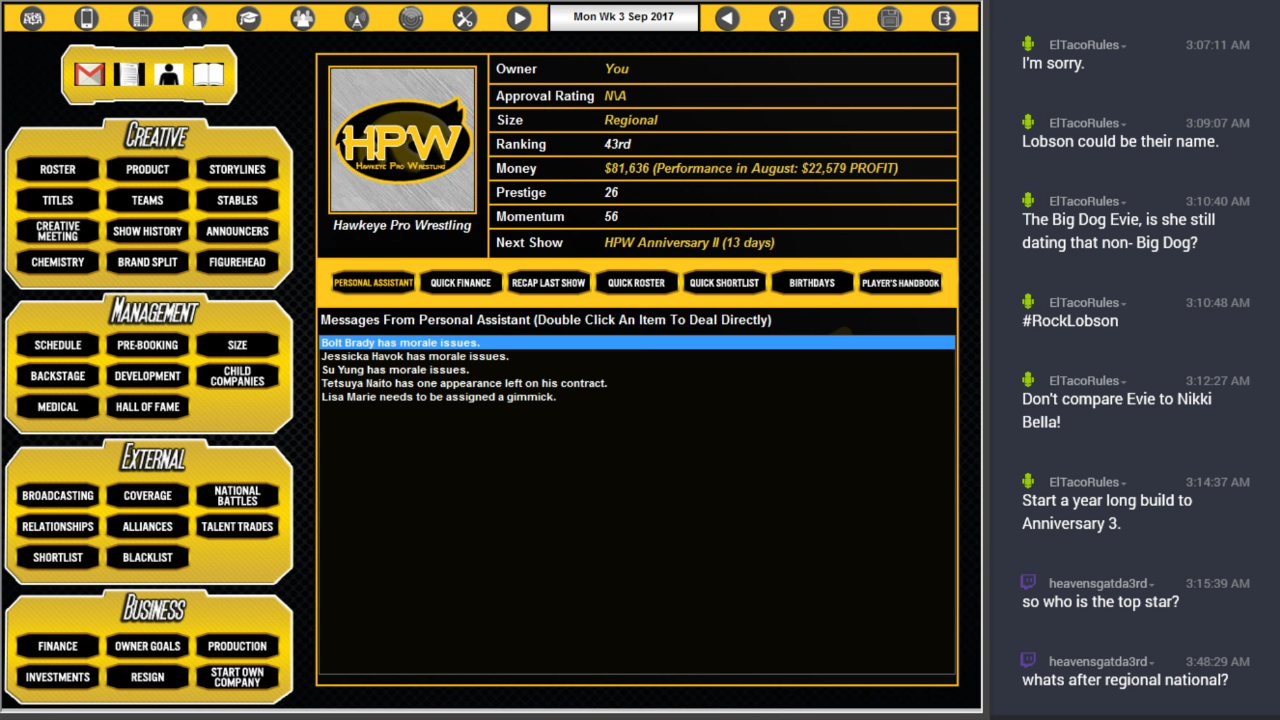 Mon Wk 3 Sep 2017
CREATIVE
ROSTER
PRODUCT
STORYLINES
TITLES
TEAMS
STABLES
CREATIVE
MEETING
SHOW HISTORY
ANNOUNCERS
CHEMISTRY
BRAND SPLIT
FIGUREHEAD
MANAGEMENT
SCHEDULE
PRE-BOOKING
SIZE
BACKSTAGE
DEVELOPMENT
CHILD
COMPANIES
MEDICAL
HALL OF FAME
EXTERNAL
BROADCASTING
COVERAGE
NATIONAL
BATTLES
RELATIONSHIPS
ALLIANCES
TALENT TRADES
SHORTLIST
BLACKLIST
BUSINESS
FINANCE
OWNER GOALS
PRODUCTION
INVESTMENTS
RESIGN
START OWN
COMPANY
HPW
HAWKEYE PRO WRESTLING
Hawkeye Pro Wrestling
Owner You
Approval Rating N\A
Size Regional
Ranking 43rd
Money $81,636 (Performance in August: $22,579 PROFIT)
Prestige 26
Momentum 56
Next Show HPW Anniversary II (13 days)
PERSONAL ASSISTANT
QUICK FINANCE
RECAP LAST SHOW
QUICK ROSTER
QUICK SHORTLIST
BIRTHDAYS
PLAYER'S HANDBOOK
Messages From Personal Assistant (Double Click An Item To Deal Directly)
Bolt Brady has morale issues.
Jessicka Havok has morale issues.
Su Yung has morale issues.
Tetsuya Naito has one appearance left on his contract.
Lisa Marie needs to be assigned a gimmick.
ElTacoRules 3:07:11 AM
I'm sorry.
ElTacoRules 3:09:07 AM
Lobson could be their name.
ElTacoRules 3:10:40 AM
The Big Dog Evie, is she still
dating that non- Big Dog?
ElTacoRules 3:10:48 AM
#RockLobson
ElTacoRules 3:12:27 AM
Don't compare Evie to Nikki
Bella!
ElTacoRules 3:14:37 AM
Start a year long build to
Anniversary 3.
heavensgatda3rd 3:15:39 AM
so who is the top star?
heavensgatda3rd 3:48:29 AM
whats after regional national?